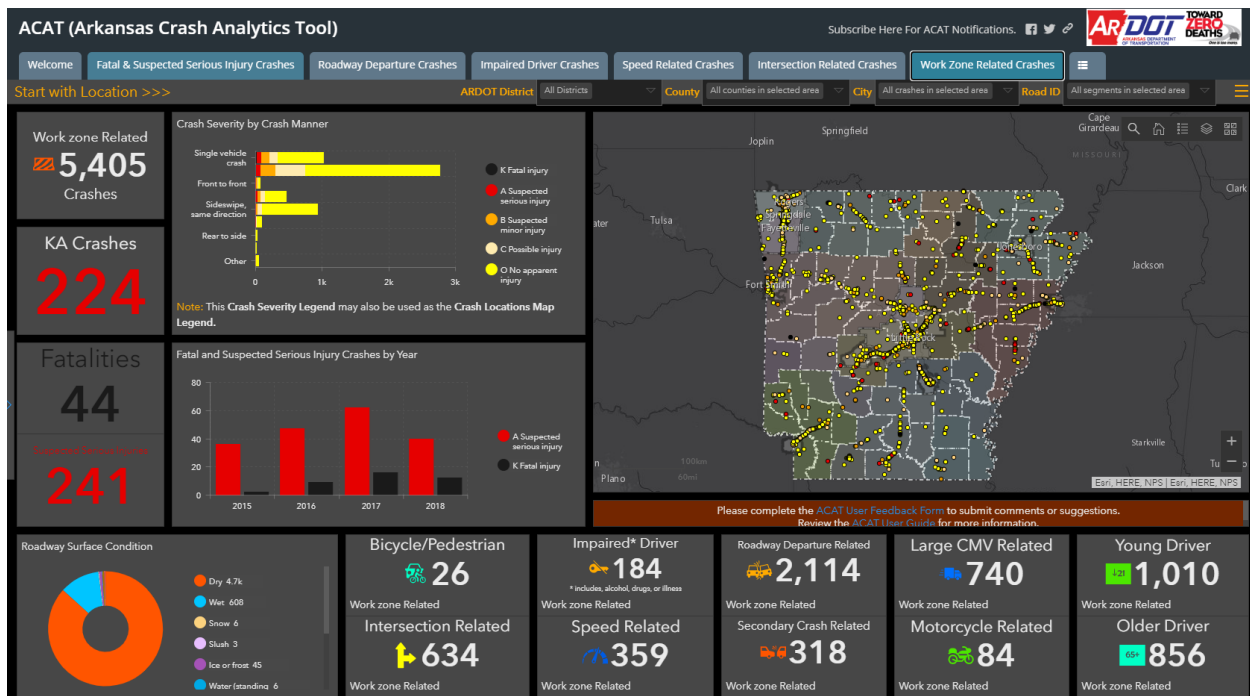 ACAT (Arkansas Crash Analytics Tool)
Subscribe Here For ACAT Notifications.
ARDOT
ARKANSAS DEPARTMENT
OF TRANSPORTATION
TOWARD
ZERO
DEATHS
Welcome
Fatal & Suspected Serious Injury Crashes
Roadway Departure Crashes
Impaired Driver Crashes
Speed Related Crashes
Intersection Related Crashes
Work Zone Related Crashes
Start with Location >>>
ARDOT District
All Districts
County
All counties in selected area
City
All crashes in selected area
Road ID
All segments in selected area
Work zone Related
5,405
Crashes
KA Crashes
224
Fatalities
44
241
Crash Severity by Crash Manner
Single vehicle
crash
Front to front
Sideswipe,
same direction
Rear to side
Other
0
1k
2k
3k
K Fatal injury
A Suspected
serious injury
B Suspected
minor injury
C Possible injury
O No apparent
injury
Note: This Crash Severity Legend may also be used as the Crash Locations Map
Legend.
Fatal and Suspected Serious Injury Crashes by Year
80
60
40
20
0
2015
2016
2017
2018
A Suspected
serious injury
K Fatal injury
Cape
Girardeau
Springfield
Joplin
MISSOURI
Clark
Tulsa
ater
Springdale
Fayetteville
Jonesboro
Jackson
Fort Smith
Little Rock
Starkville
n
100km
60mi
Plano
Tu
Esri, HERE, NPS | Esri, HERE, NPS
Please complete the ACAT User Feedback Form to submit comments or suggestions.
Review the ACAT User Guide for more information.
Roadway Surface Condition
Dry 4.7k
Wet 608
Snow 6
Slush 3
Ice or frost 45
Water (standing 6
Bicycle/Pedestrian
26
Work zone Related
Intersection Related
634
Work zone Related
Impaired* Driver
184
* includes, alcohol, drugs, or illness
Work zone Related
Speed Related
359
Work zone Related
Roadway Departure Related
2,114
Work zone Related
Secondary Crash Related
318
Work zone Related
Large CMV Related
740
Work zone Related
Motorcycle Related
84
Work zone Related
Young Driver
<21
1,010
Work zone Related
Older Driver
65+
856
Work zone Related